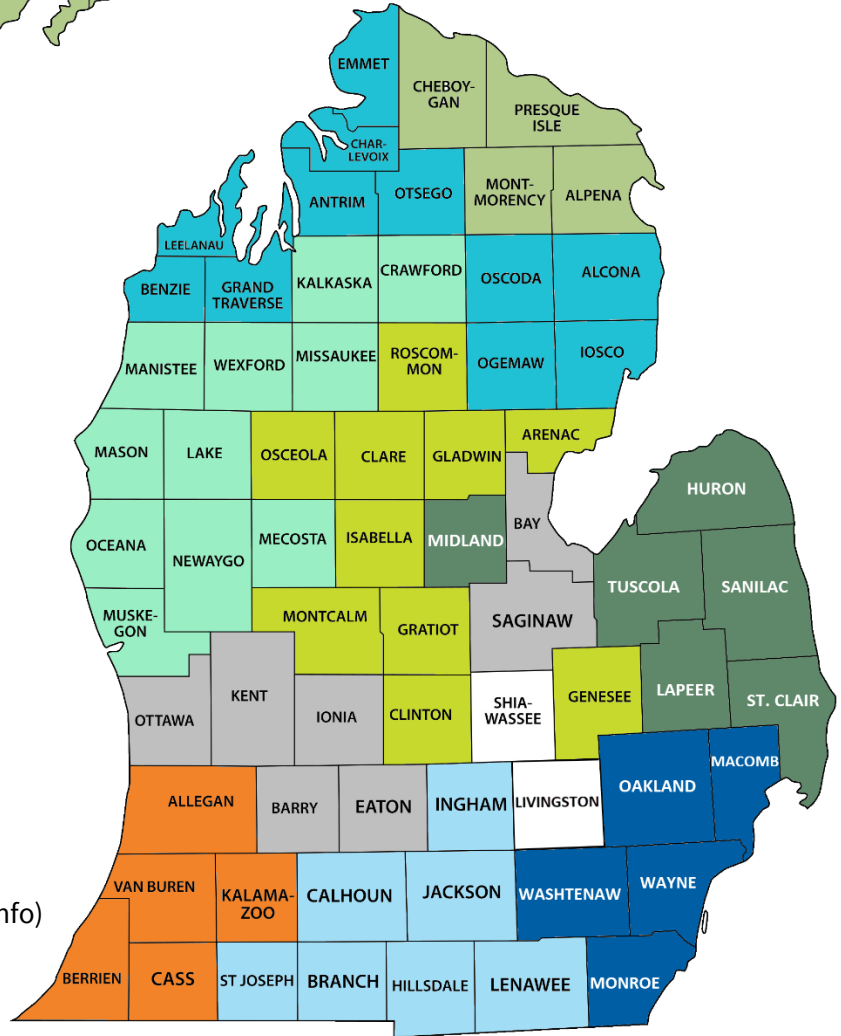 EMMET
CHEBOY-
GAN
PRESQUE
ISLE
CHAR-
LEVOIX
ANTRIM
OTSEGO
MONT-
MORENCY
ALPENA
LEELANAU
BENZIE
GRAND
TRAVERSE
KALKASKA
CRAWFORD
OSCODA
ALCONA
MANISTEE
WEXFORD
MISSAUKEE
ROSCOM-
MON
OGEMAW
IOSCO
MASON
LAKE
OSCEOLA
CLARE
GLADWIN
ARENAC
HURON
OCEANA
NEWAYGO
MECOSTA
ISABELLA
MIDLAND
BAY
TUSCOLA
SANILAC
MUSKE-
GON
MONTCALM
GRATIOT
SAGINAW
OTTAWA
KENT
IONIA
CLINTON
SHIA-
WASSEE
GENESEE
LAPEER
ST. CLAIR
ALLEGAN
BARRY
EATON
INGHAM
LIVINGSTON
OAKLAND
MACOMB
VAN BUREN
KALAMA-
ZOO
CALHOUN
JACKSON
WASHTENAW
WAYNE
nfo)
BERRIEN
CASS
ST JOSEPH
BRANCH
HILLSDALE
LENAWEE
MONROE